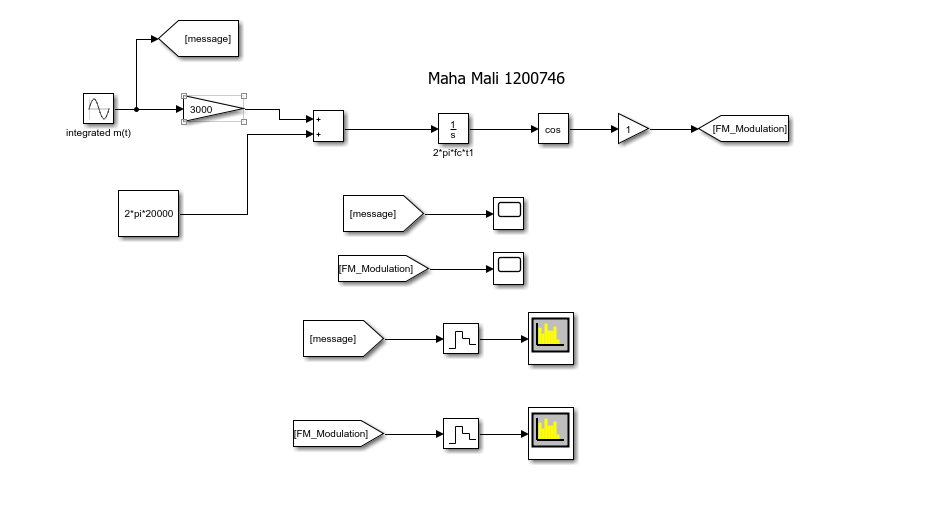 [message]
Maha Mali 1200746
3000
integrated m(t)
+
+
1
s
2*pi*fc*t1
cos
1
[FM_Modulation]
2*pi*20000
[message]
[FM_Modulation]
[message]
[FM_Modulation]